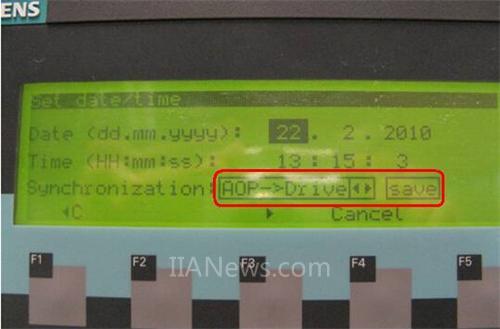 ENS
Set date/time
Date (dd.mm.yyyy): 22. 2. 2010
Time (HH:mm:ss): 13:15: 3
Synchronization: AOP->Drive save
C Cancel
F1 F2 F3 F4 F5
IIANews.com